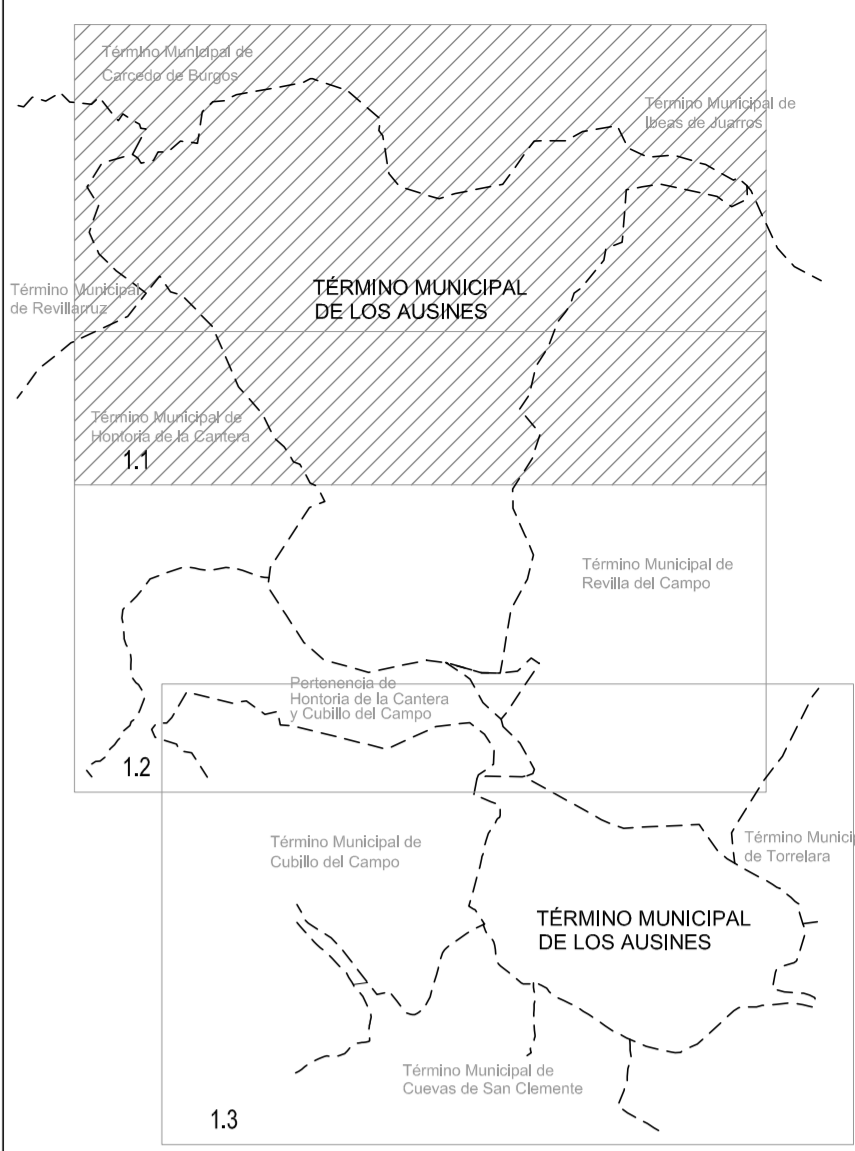 Término Municipal de
Carcedo de Burgos
Término Municipal de
Ibeas de Juarros
Término Municipal
de Revillarruz
TÉRMINO MUNICIPAL
DE LOS AUSINES
Término Municipal de
Hontoria de la Cantera
1.1
Término Municipal de
Revilla del Campo
Pertenencia de
Hontoria de la Cantera
y Cubillo del Campo
1.2
Término Municipal de
Cubillo del Campo
Término Munici
de Torrelara
TÉRMINO MUNICIPAL
DE LOS AUSINES
Término Municipal de
Cuevas de San Clemente
1.3